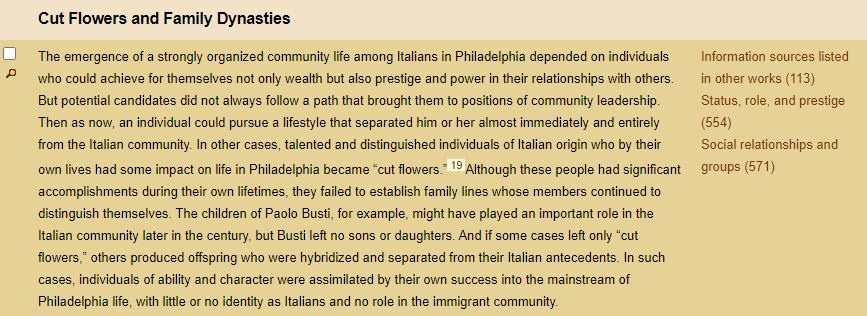 Cut Flowers and Family Dynasties
The emergence of a strongly organized community life among Italians in Philadelphia depended on individuals
who could achieve for themselves not only wealth but also prestige and power in their relationships with others.
But potential candidates did not always follow a path that brought them to positions of community leadership.
Then as now, an individual could pursue a lifestyle that separated him or her almost immediately and entirely
from the Italian community. In other cases, talented and distinguished individuals of Italian origin who by their
own lives had some impact on life in Philadelphia became “cut flowers.” 19 Although these people had significant
accomplishments during their own lifetimes, they failed to establish family lines whose members continued to
distinguish themselves. The children of Paolo Busti, for example, might have played an important role in the
Italian community later in the century, but Busti left no sons or daughters. And if some cases left only “cut
flowers,” others produced offspring who were hybridized and separated from their Italian antecedents. In such
cases, individuals of ability and character were assimilated by their own success into the mainstream of
Philadelphia life, with little or no identity as Italians and no role in the immigrant community.
Information sources listed
in other works (113)
Status, role, and prestige
(554)
Social relationships and
groups (571)